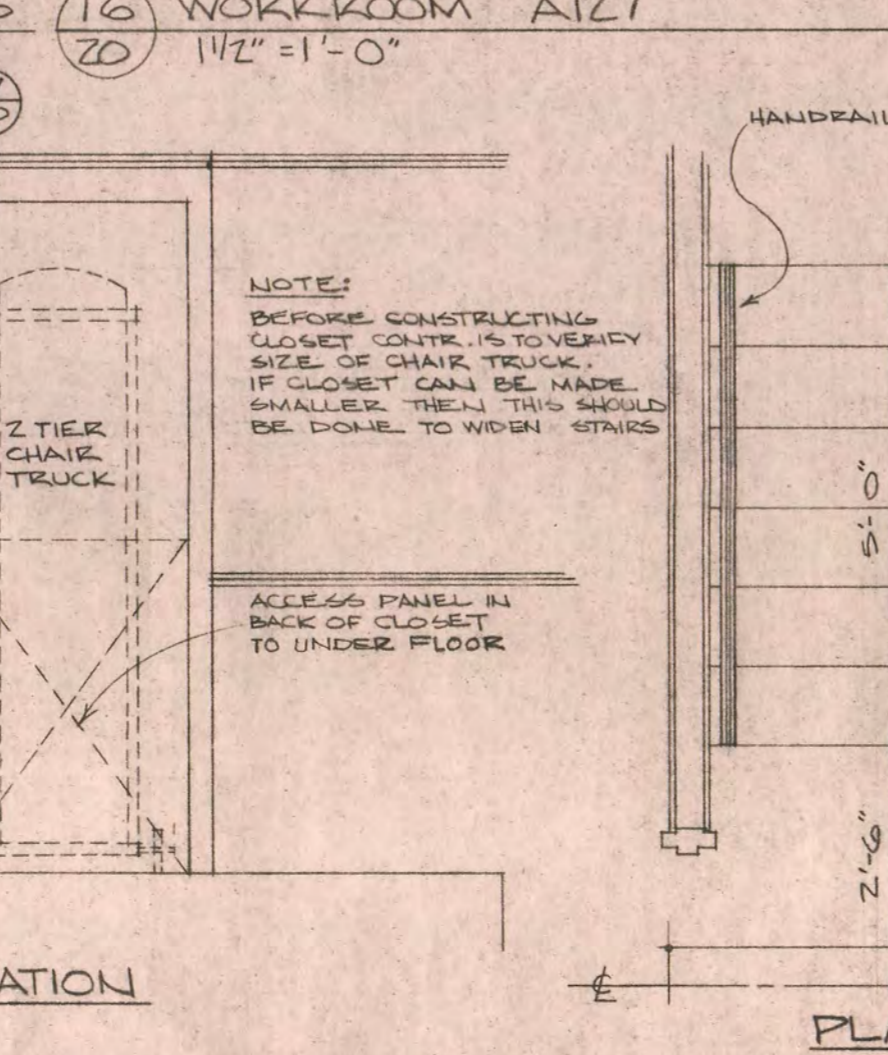 16 WORKROOM A127
20 1 1/2" = 1'-0"
HANDRAIL
NOTE:
BEFORE CONSTRUCTING
CLOSET CONTR. IS TO VERIFY
SIZE OF CHAIR TRUCK.
IF CLOSET CAN BE MADE
SMALLER THEN THIS SHOULD
BE DONE TO WIDEN STAIRS
2 TIER
CHAIR
TRUCK
5'-0"
ACCESS PANEL IN
BACK OF CLOSET
TO UNDER FLOOR
2'-6"
ATION
℄
PLA